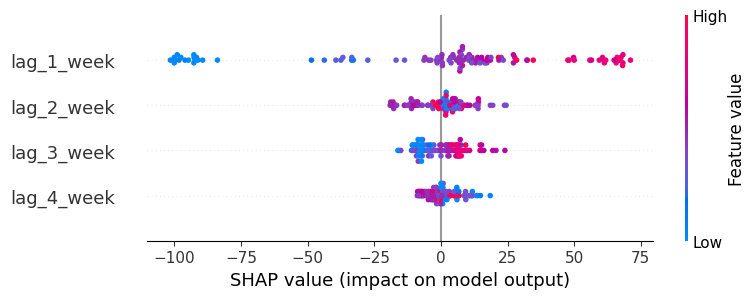 High
lag_1_week
lag_2_week
lag_3_week
lag_4_week
Feature value
Low
−100 −75 −50 −25 0 25 50 75
SHAP value (impact on model output)